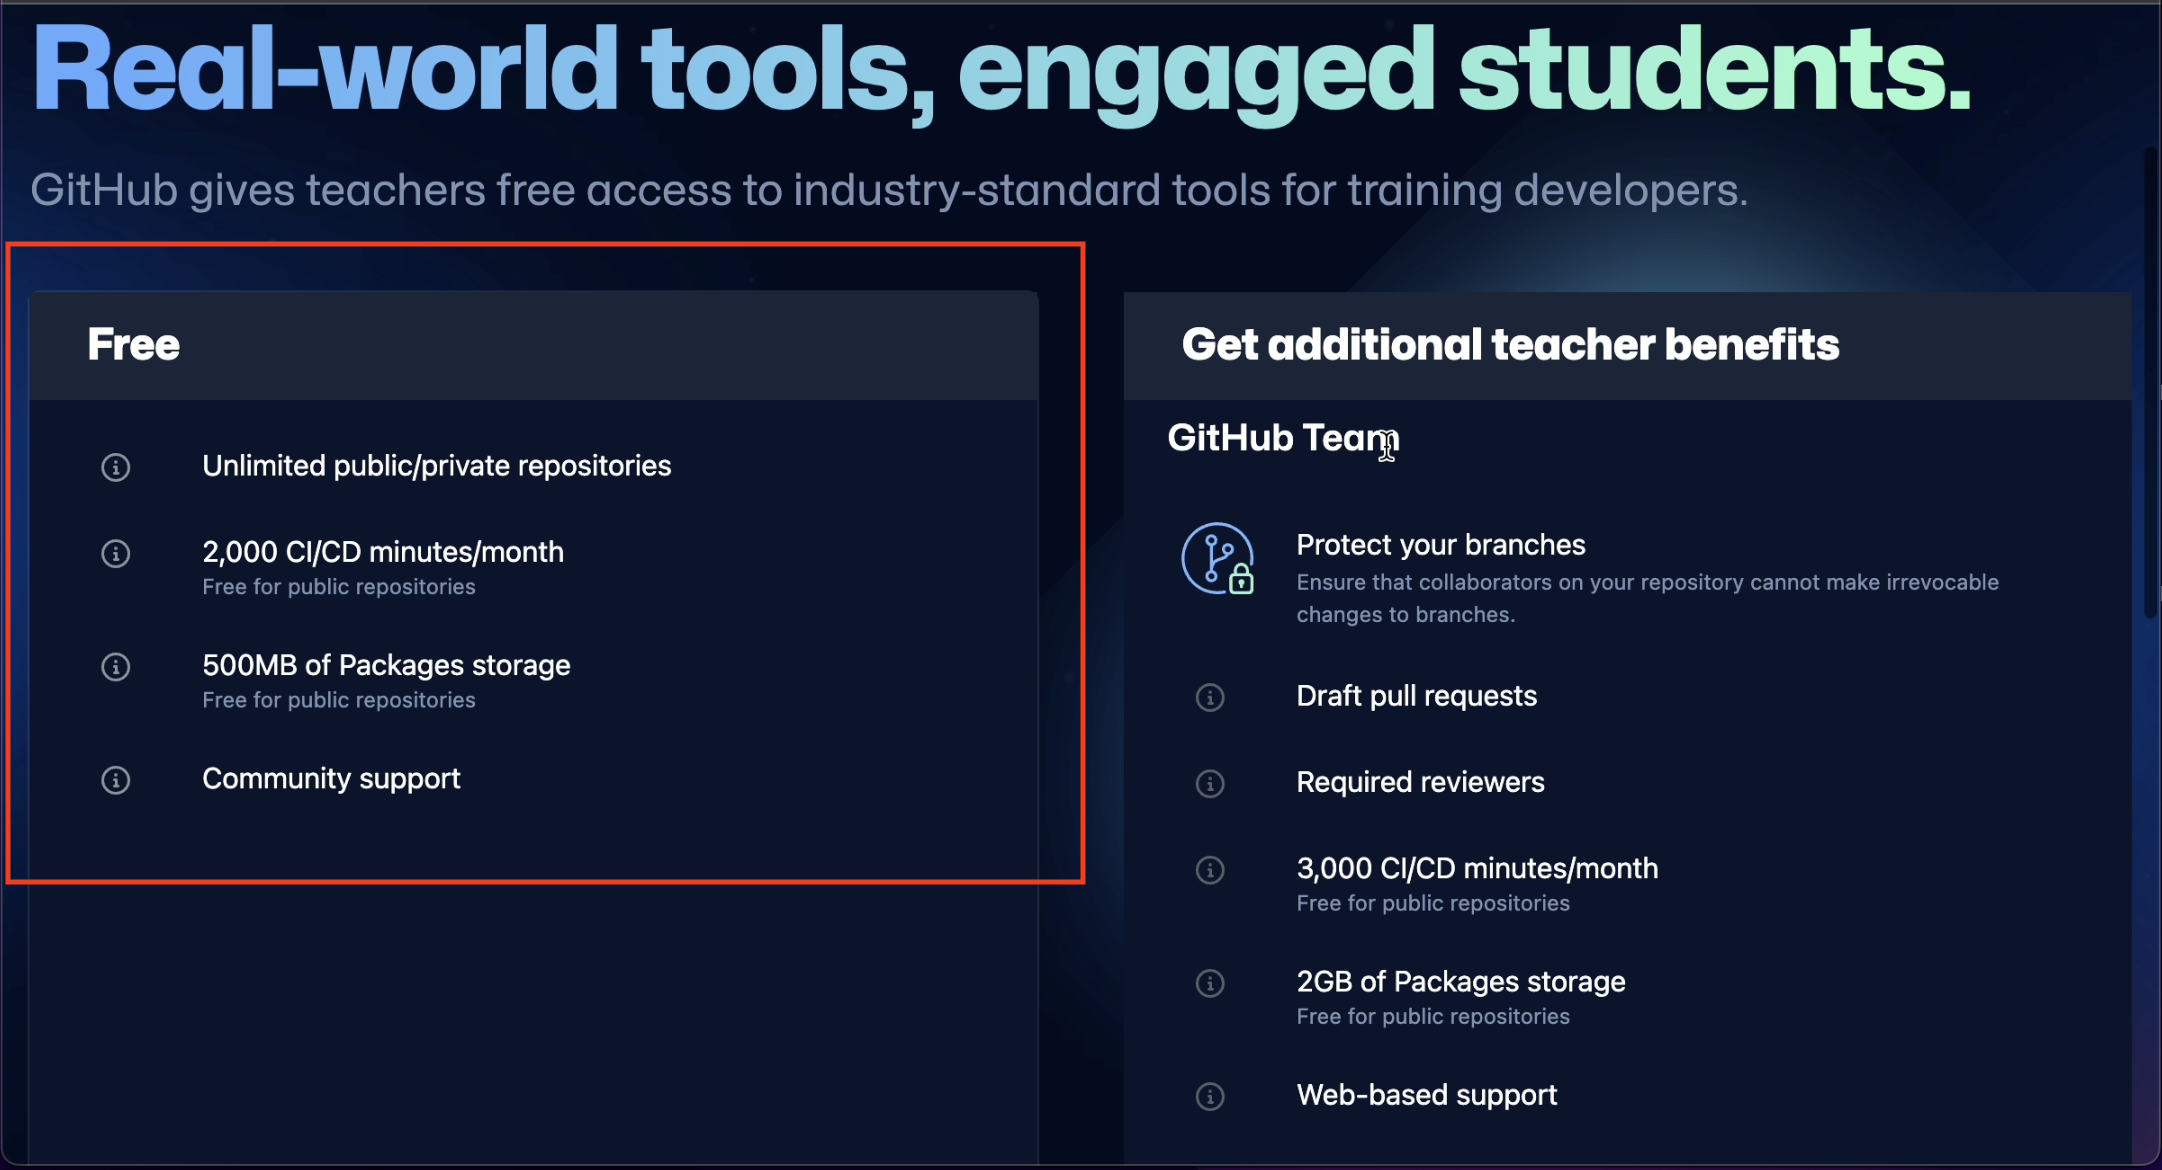 Real-world tools, engaged students.
GitHub gives teachers free access to industry-standard tools for training developers.
Free
Unlimited public/private repositories
2,000 CI/CD minutes/month
Free for public repositories
500MB of Packages storage
Free for public repositories
Community support
Get additional teacher benefits
GitHub Team
Protect your branches
Ensure that collaborators on your repository cannot make irrevocable
changes to branches.
Draft pull requests
Required reviewers
3,000 CI/CD minutes/month
Free for public repositories
2GB of Packages storage
Free for public repositories
Web-based support